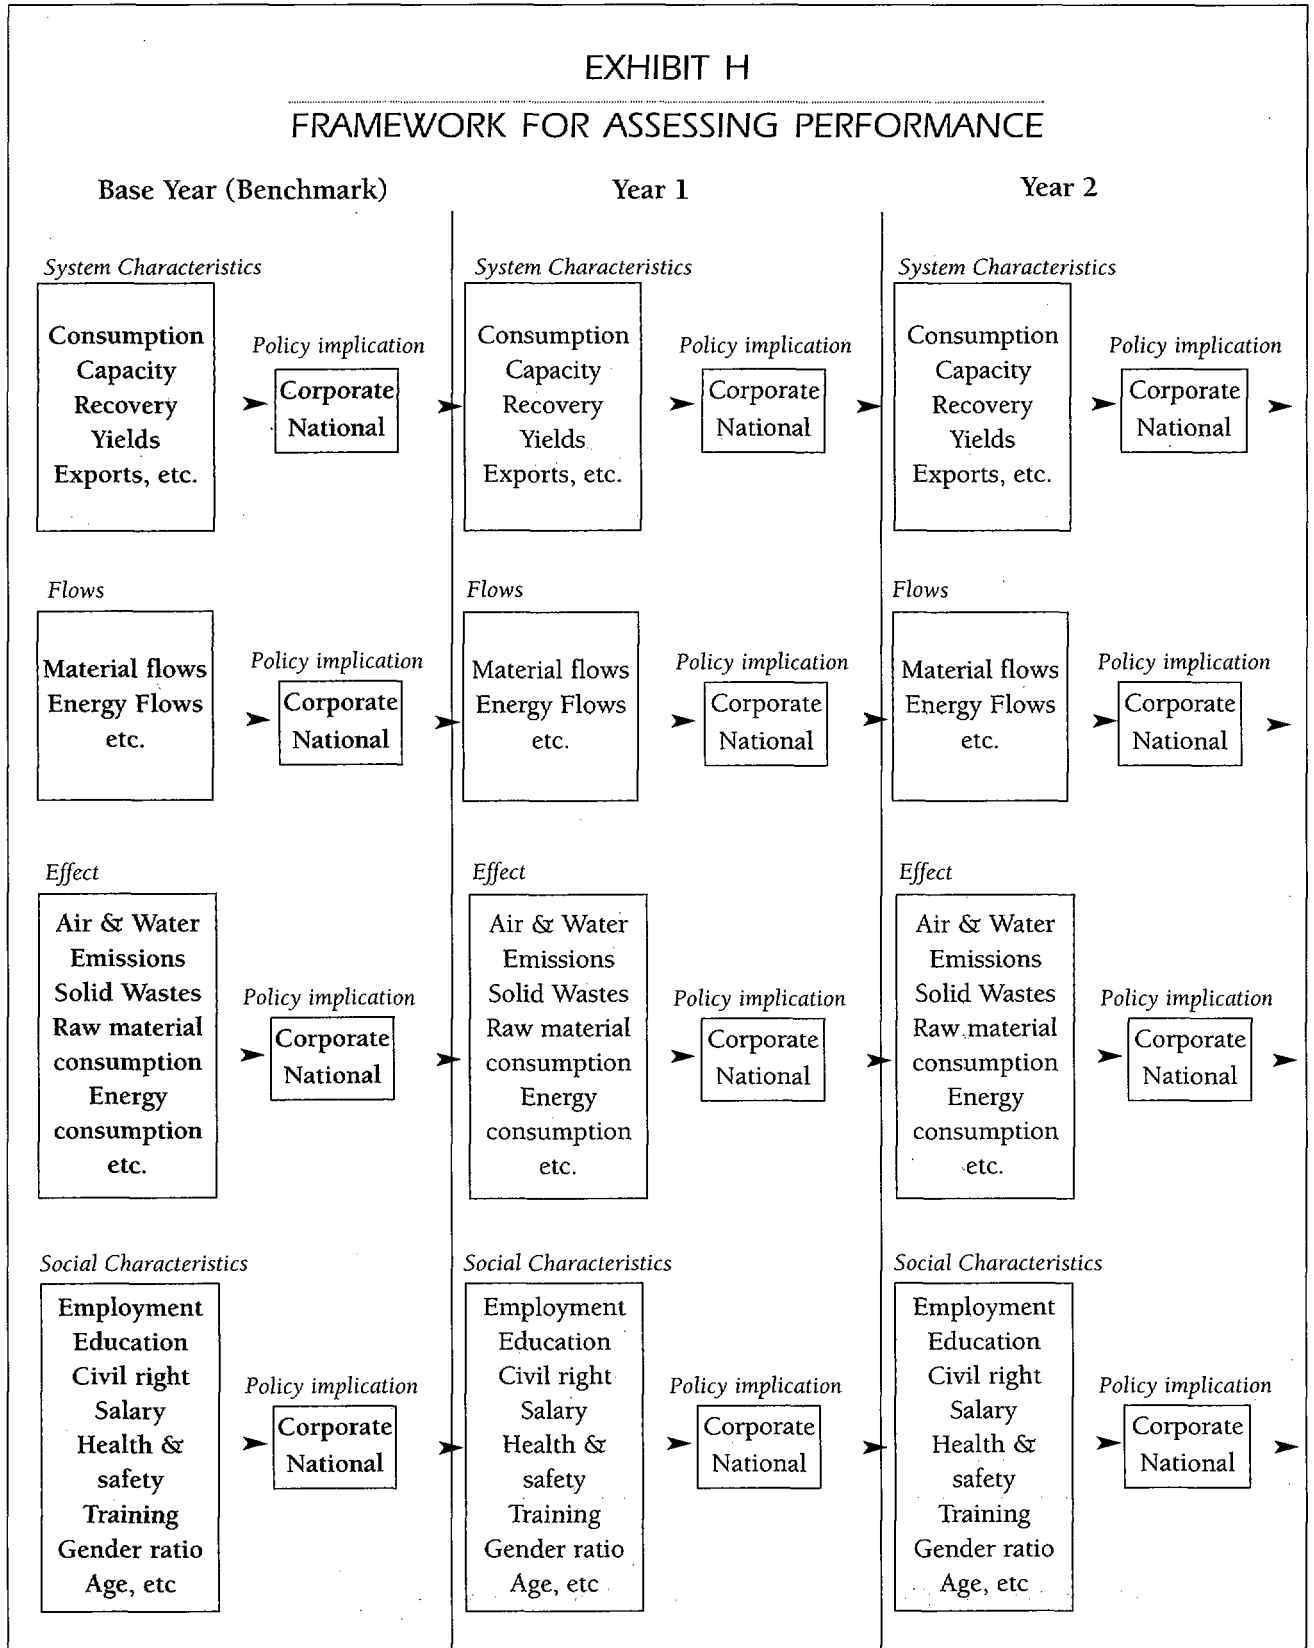 EXHIBIT H
FRAMEWORK FOR ASSESSING PERFORMANCE
Base Year (Benchmark)
System Characteristics
Consumption
Capacity
Recovery
Yields
Exports, etc.
Policy implication
Corporate
National
Flows
Material flows
Energy Flows
etc.
Policy implication
Corporate
National
Effect
Air & Water
Emissions
Solid Wastes
Raw material
consumption
Energy
consumption
etc.
Policy implication
Corporate
National
Social Characteristics
Employment
Education
Civil right
Salary
Health &
safety
Training
Gender ratio
Age, etc
Policy implication
Corporate
National
Year 1
System Characteristics
Consumption
Capacity
Recovery
Yields
Exports, etc.
Policy implication
Corporate
National
Flows
Material flows
Energy Flows
etc.
Policy implication
Corporate
National
Effect
Air & Water
Emissions
Solid Wastes
Raw material
consumption
Energy
consumption
etc.
Policy implication
Corporate
National
Social Characteristics
Employment
Education
Civil right
Salary
Health &
safety
Training
Gender ratio
Age, etc
Policy implication
Corporate
National
Year 2
System Characteristics
Consumption
Capacity
Recovery
Yields
Exports, etc.
Policy implication
Corporate
National
Flows
Material flows
Energy Flows
etc.
Policy implication
Corporate
National
Effect
Air & Water
Emissions
Solid Wastes
Raw material
consumption
Energy
consumption
etc.
Policy implication
Corporate
National
Social Characteristics
Employment
Education
Civil right
Salary
Health &
safety
Training
Gender ratio
Age, etc
Policy implication
Corporate
National